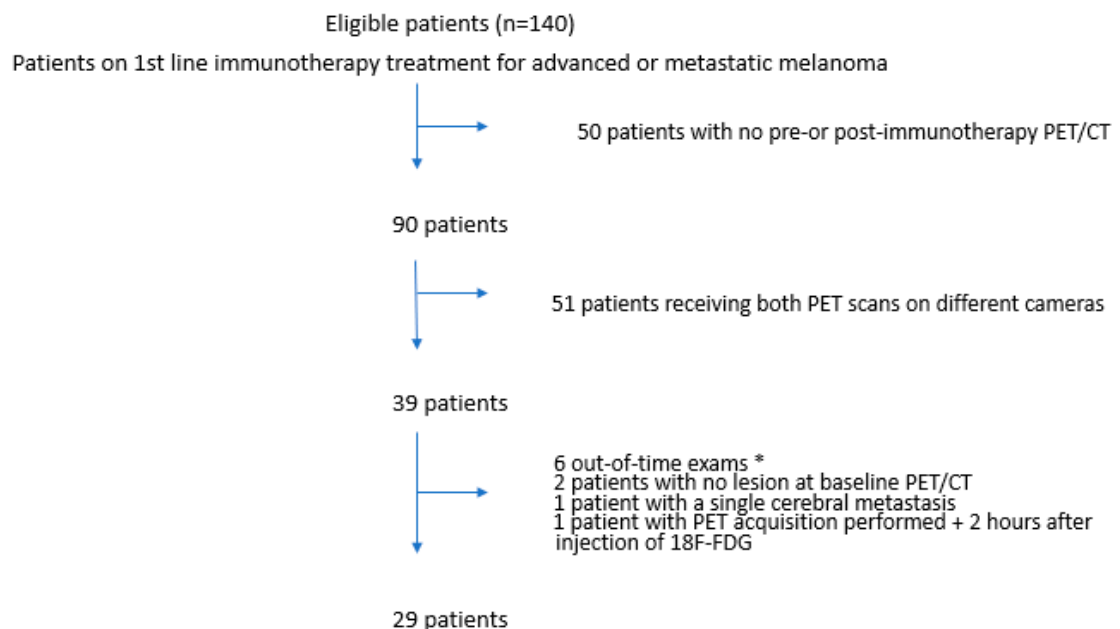 Eligible patients (n=140)
Patients on 1st line immunotherapy treatment for advanced or metastatic melanoma
50 patients with no pre-or post-immunotherapy PET/CT
90 patients
51 patients receiving both PET scans on different cameras
39 patients
6 out-of-time exams *
2 patients with no lesion at baseline PET/CT
1 patient with a single cerebral metastasis
1 patient with PET acquisition performed + 2 hours after
injection of 18F-FDG
29 patients